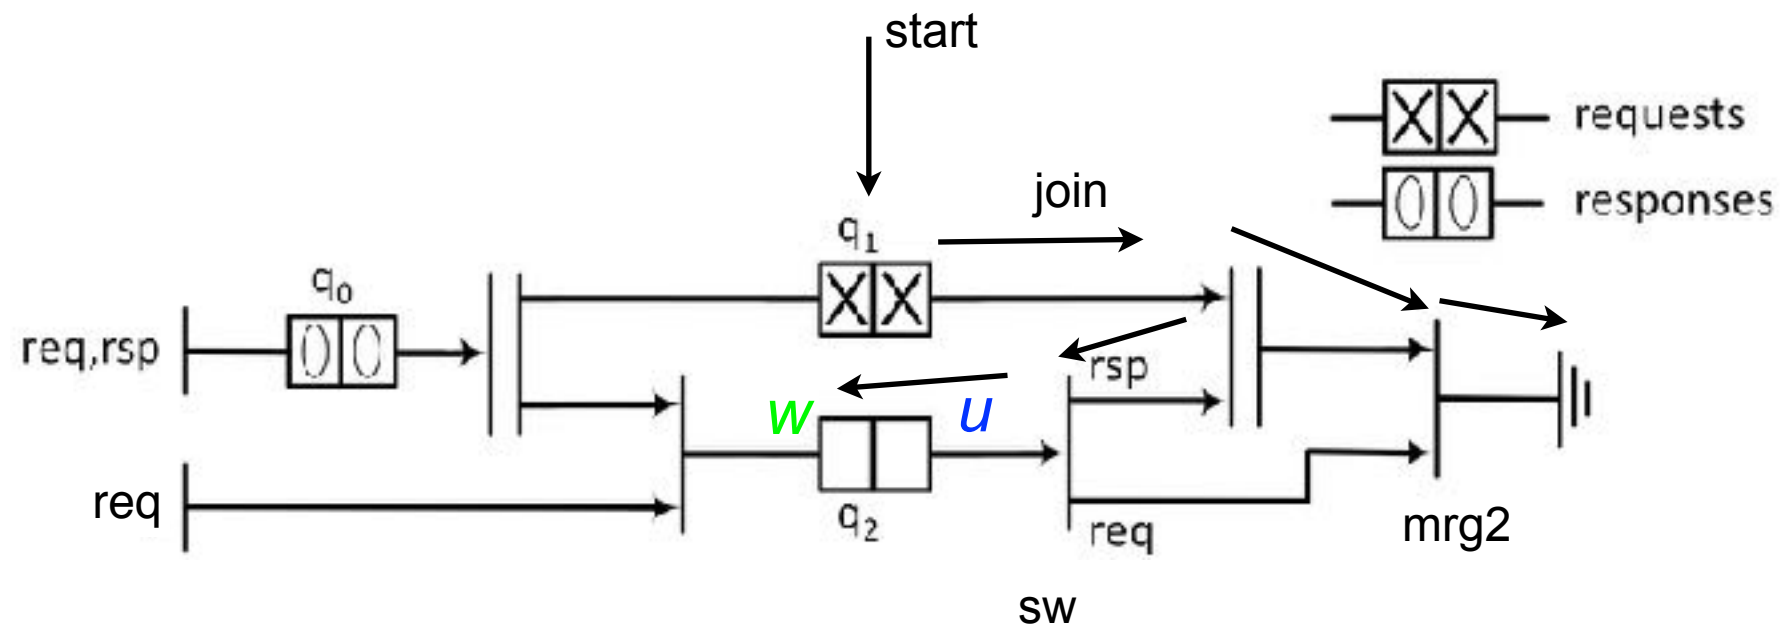 start
requests
join
responses
q₁
q₀
req,rsp
rsp
w
u
req
q₂
req
mrg2
sw